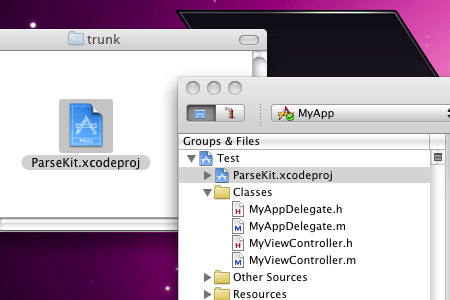 trunk
ParseKit.xcodeproj
MyApp
Groups & Files
Test
ParseKit.xcodeproj
Classes
MyAppDelegate.h
MyAppDelegate.m
MyViewController.h
MyViewController.m
Other Sources
Resources